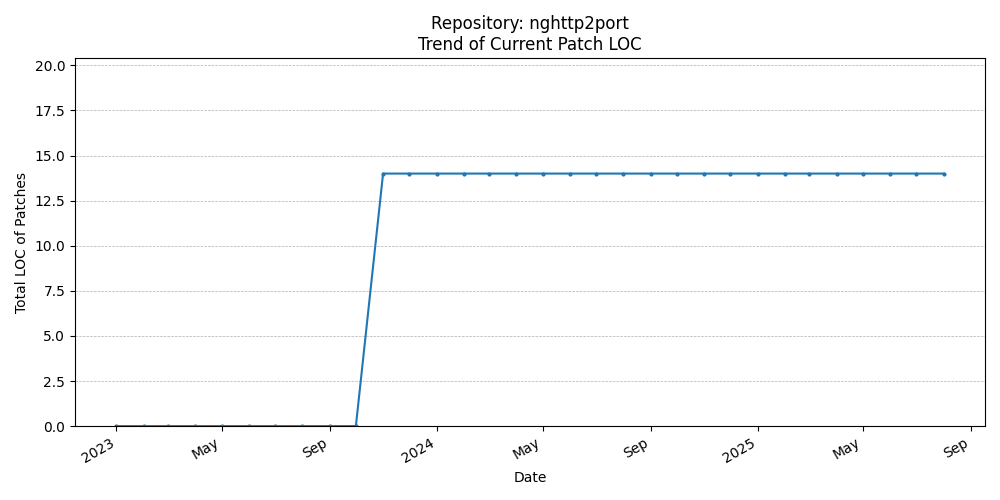 Repository: nghttp2port
Trend of Current Patch LOC
20.0
17.5
15.0
12.5
10.0
7.5
5.0
2.5
0.0
Total LOC of Patches
2023 May Sep 2024 May Sep 2025 May Sep
Date